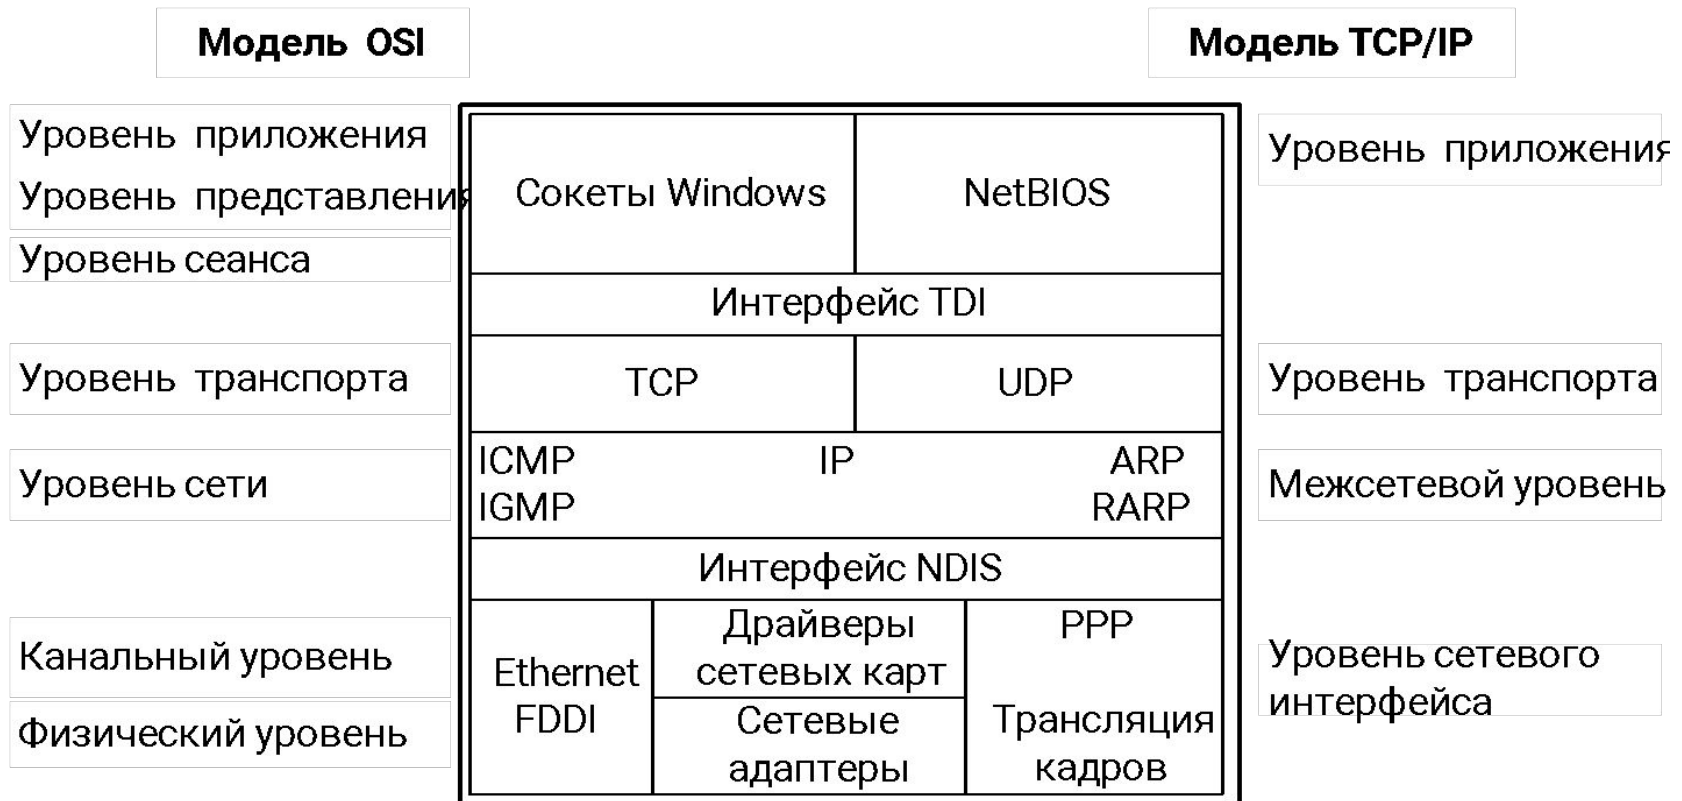 Модель OSI
Модель TCP/IP
Уровень приложения
Уровень представления
Уровень сеанса
Сокеты Windows
NetBIOS
Уровень приложения
Интерфейс TDI
Уровень транспорта
TCP
UDP
Уровень транспорта
Уровень сети
ICMP
IP
ARP
IGMP
RARP
Межсетевой уровень
Интерфейс NDIS
Канальный уровень
Физический уровень
Ethernet
FDDI
Драйверы
сетевых карт
Сетевые
адаптеры
PPP
Трансляция
кадров
Уровень сетевого
интерфейса